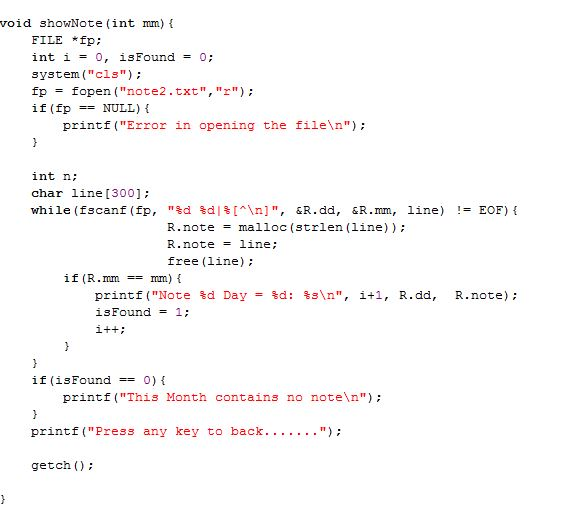 void showNote(int mm){
    FILE *fp;
    int i = 0, isFound = 0;
    system("cls");
    fp = fopen("note2.txt","r");
    if(fp == NULL){
        printf("Error in opening the file\n");
    }

    int n;
    char line[300];
    while(fscanf(fp, "%d %d|%[^\n]", &R.dd, &R.mm, line) != EOF){
                     R.note = malloc(strlen(line));
                     R.note = line;
                     free(line);
        if(R.mm == mm){
            printf("Note %d Day = %d: %s\n", i+1, R.dd,  R.note);
            isFound = 1;
            i++;
        }
    }
    if(isFound == 0){
        printf("This Month contains no note\n");
    }
    printf("Press any key to back.......");

    getch();

}